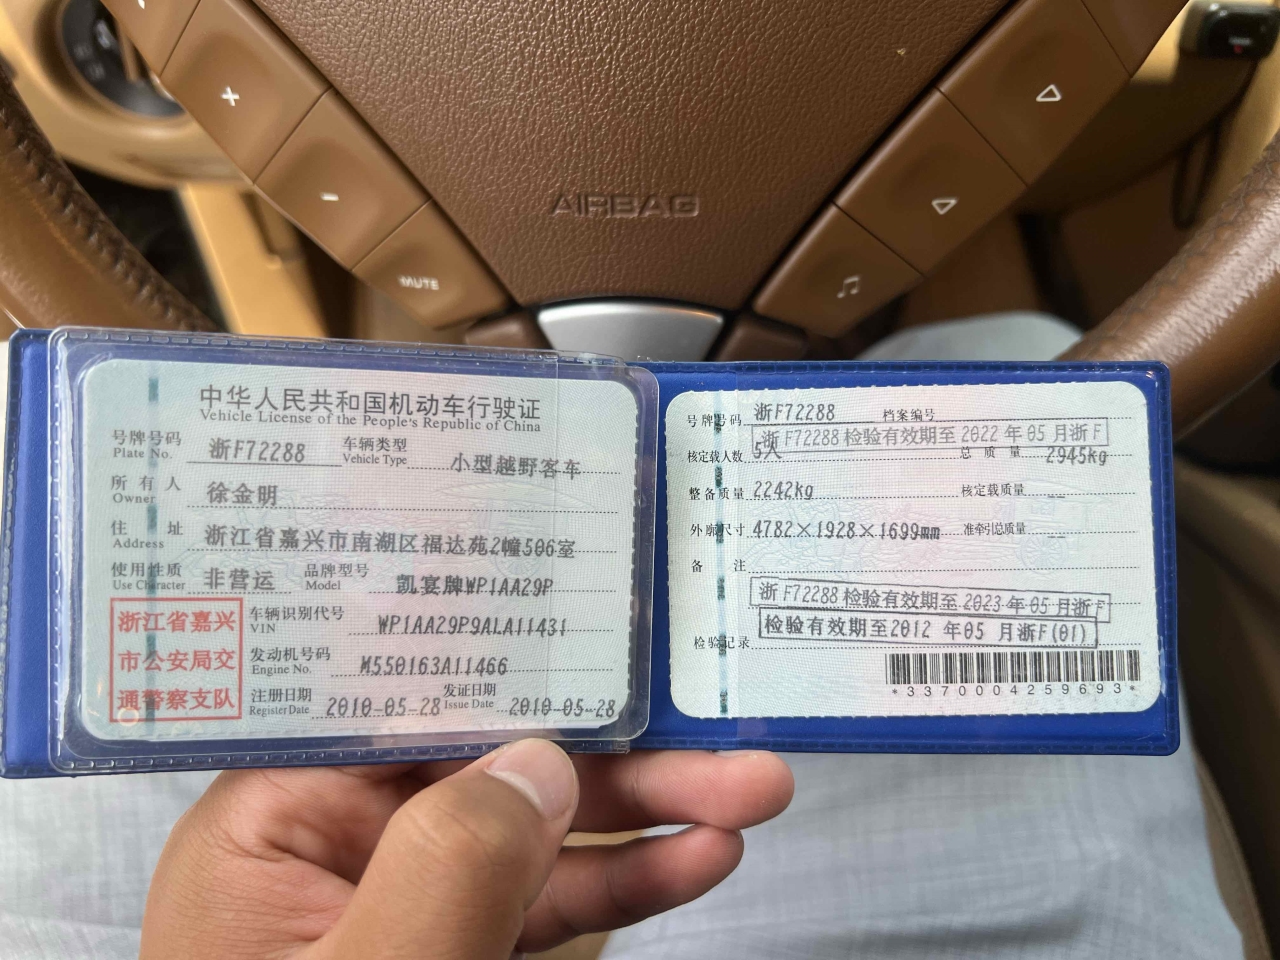 MUTE
AIRBAG
中华人民共和国机动车行驶证
Vehicle License of the People's Republic of China
号牌号码 浙F72288 车辆类型 小型越野客车
Plate No. Vehicle Type
所有人 徐金明
Owner
住址 浙江省嘉兴市南湖区福达苑2幢506室
Address
使用性质 非营运 品牌型号 凯宴牌WP1AA29P
Use Character Model
浙江省嘉兴
市公安局交
通警察支队
车辆识别代号 WP1AA29P9ALA11431
VIN
发动机号码 M550163A11466
Engine No.
注册日期 2010-05-28 发证日期 2010-05-28
Register Date Issue Date
号牌号码 浙F72288 档案编号
浙F72288检验有效期至2022年05月浙F
核定载人数 5人 总质量 2945kg
整备质量 2242kg 核定载质量 --
外廓尺寸 4782×1928×1699mm 准牵引总质量 --
备注
浙F72288检验有效期至2023年05月浙F
检验有效期至2012年05月浙F(01)
检验记录
*3370004259693*